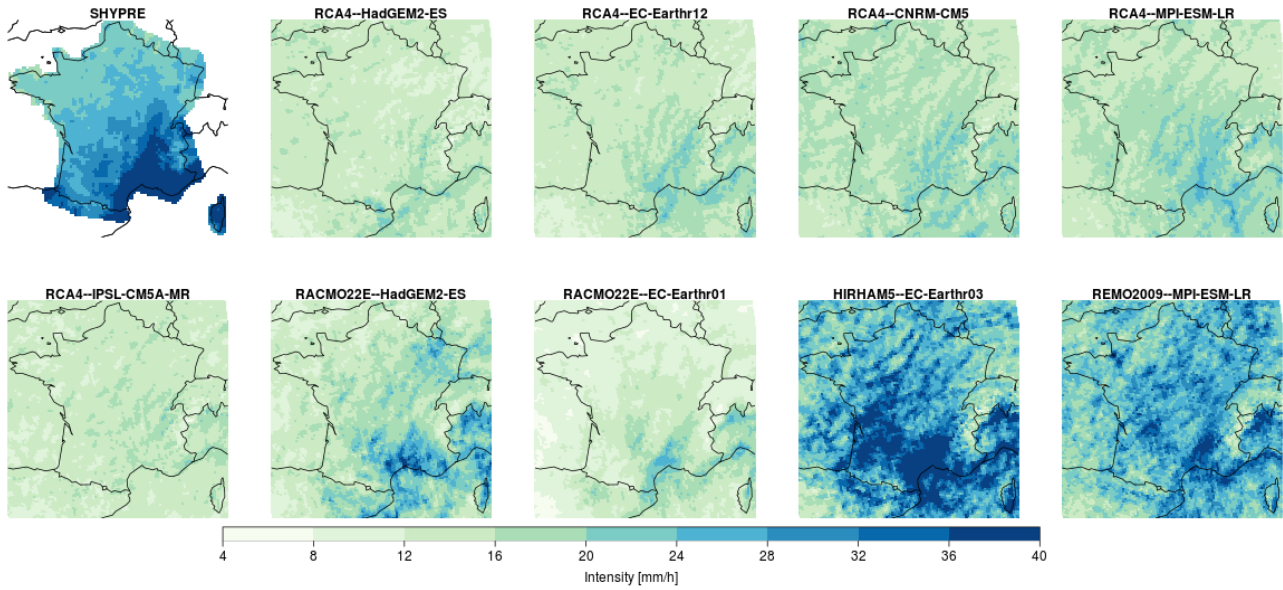 SHYPRE
RCA4--HadGEM2-ES
RCA4--EC-Earthr12
RCA4--CNRM-CM5
RCA4--MPI-ESM-LR
RCA4--IPSL-CM5A-MR
RACMO22E--HadGEM2-ES
RACMO22E--EC-Earthr01
HIRHAM5--EC-Earthr03
REMO2009--MPI-ESM-LR
4 8 12 16 20 24 28 32 36 40
Intensity [mm/h]